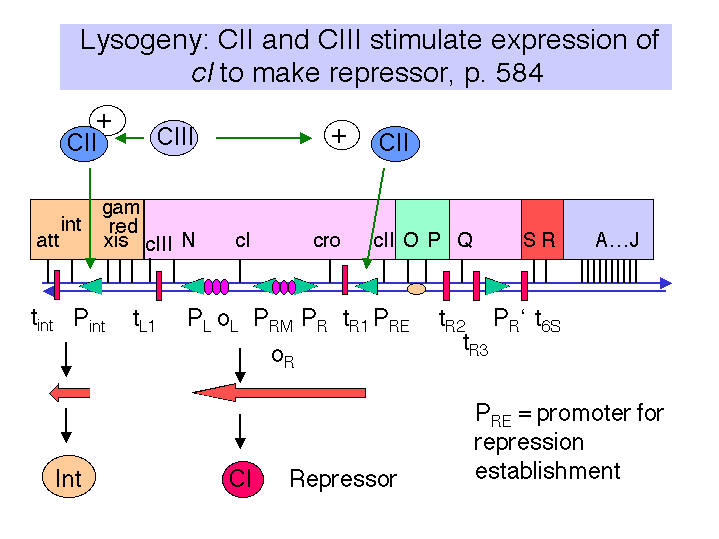 Lysogeny: CII and CIII stimulate expression of
cI to make repressor, p. 584
+
CII
CIII
+
CII
att
int
gam
red
xis
cIII
N
cI
cro
cII
O
P
Q
S R
A…J
tint
Pint
tL1
PL
oL
PRM
PR
tR1
PRE
tR2
PR‘
t6S
tR3
oR
PRE = promoter for
repression
establishment
Int
CI
Repressor